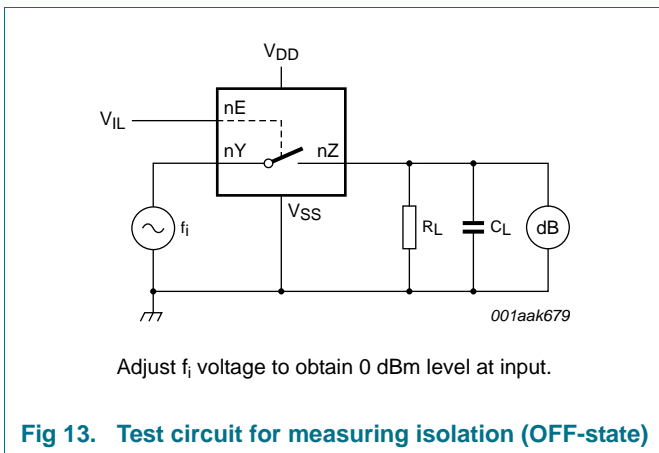 VDD
nE
VIL
nY
nZ
VSS
fi
RL
CL
dB
001aak679
Adjust fi voltage to obtain 0 dBm level at input.
Fig 13. Test circuit for measuring isolation (OFF-state)